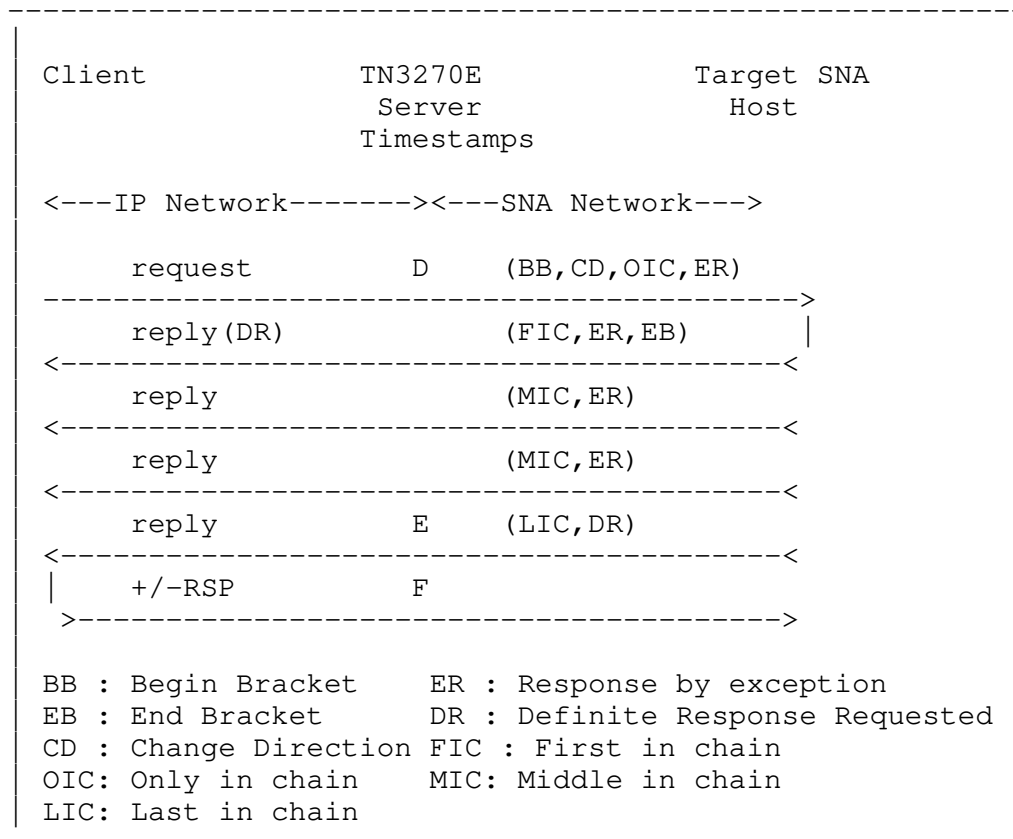 Client TN3270E Target SNA
Server Host
Timestamps
<---IP Network-------><---SNA Network--->
request D (BB,CD,OIC,ER)
------------------------------------------->
reply(DR) (FIC,ER,EB) |
<-----------------------------------------<
reply (MIC,ER)
<-----------------------------------------<
reply (MIC,ER)
<-----------------------------------------<
reply E (LIC,DR)
<-----------------------------------------<
| +/-RSP F
>---------------------------------------->
BB : Begin Bracket ER : Response by exception
EB : End Bracket DR : Definite Response Requested
CD : Change Direction FIC : First in chain
OIC: Only in chain MIC: Middle in chain
LIC: Last in chain